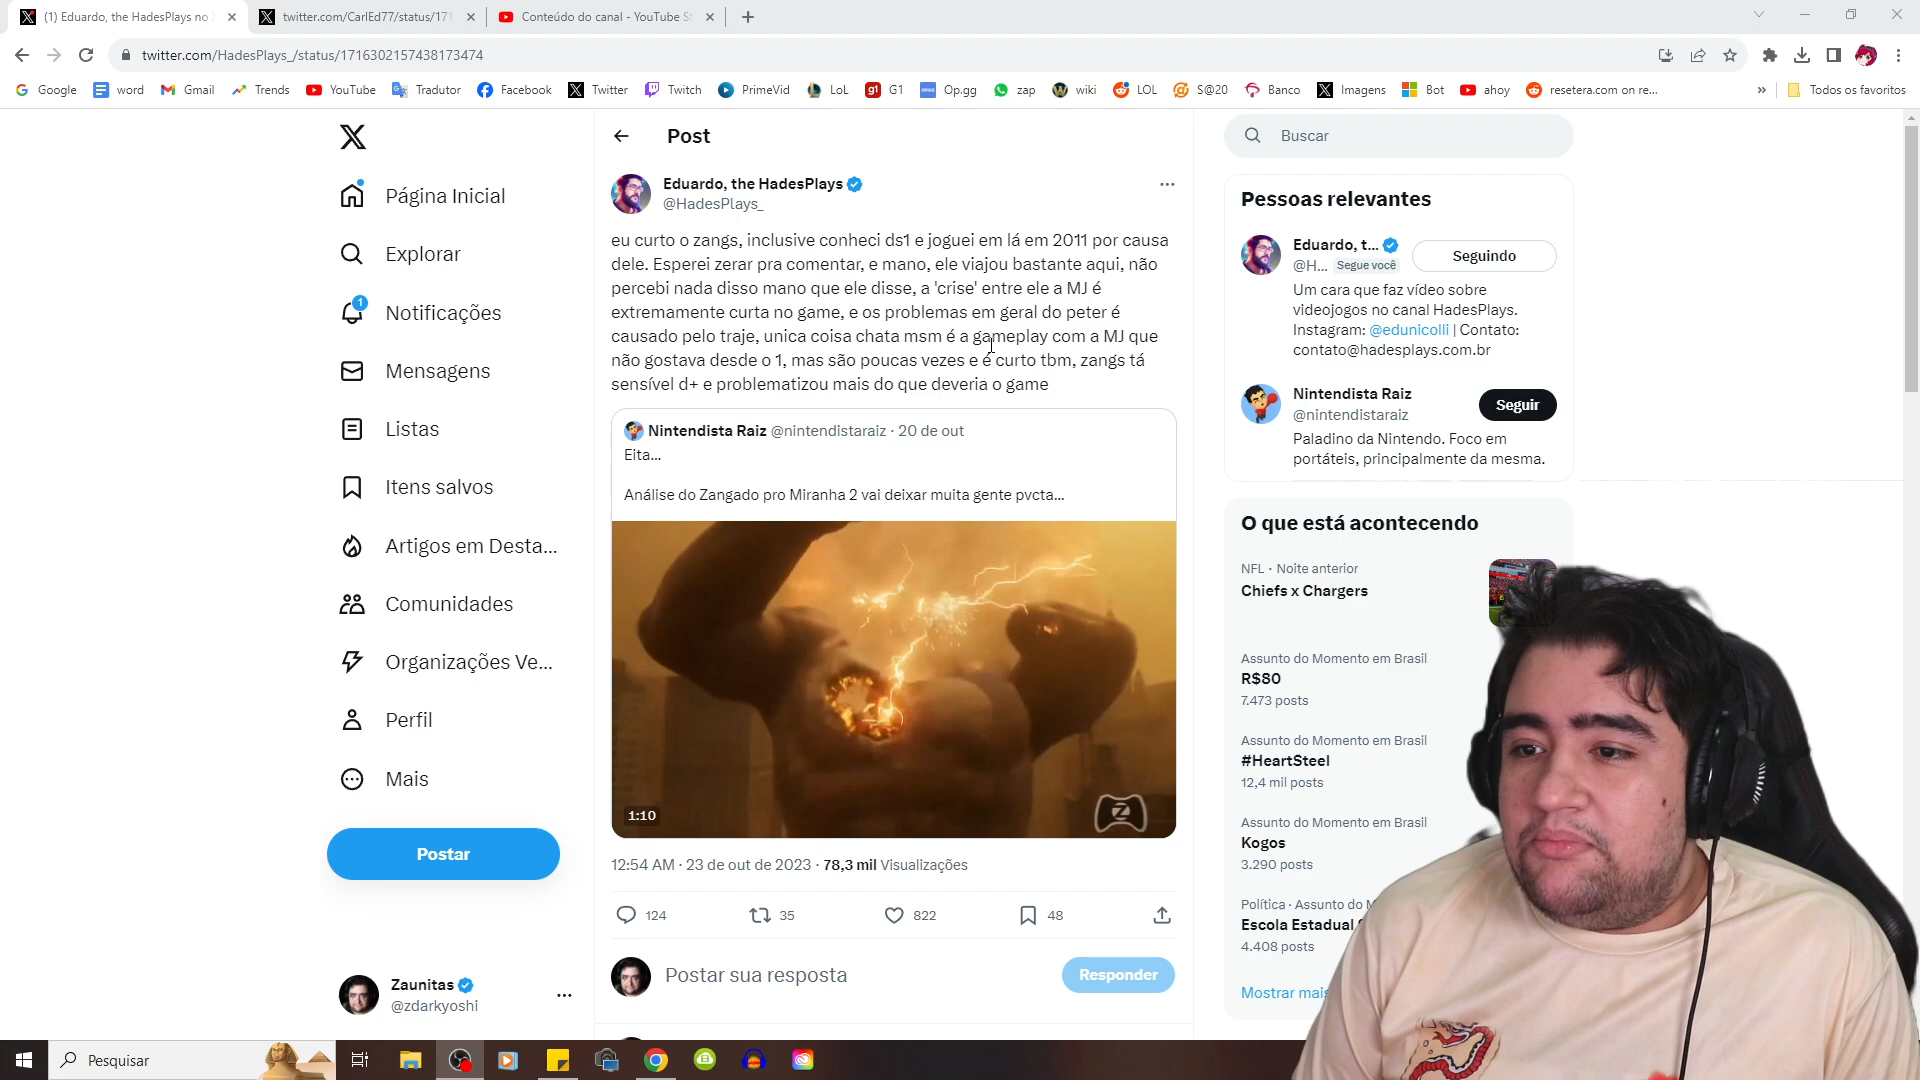 (1) Eduardo, the HadesPlays no X
twitter.com/CarlEd77/status/171
Conteúdo do canal - YouTube S
twitter.com/HadesPlays_/status/1716302157438173474
Google
word
Gmail
Trends
YouTube
Tradutor
Facebook
Twitter
Twitch
PrimeVid
LoL
G1
Op.gg
zap
wiki
LOL
S@20
Banco
Imagens
Bot
ahoy
resetera.com on re...
Todos os favoritos
Página Inicial
Explorar
1
Notificações
Mensagens
Listas
Itens salvos
Artigos em Desta...
Comunidades
Organizações Ve...
Perfil
Mais
Postar
Zaunitas
@zdarkyoshi
Post
Eduardo, the HadesPlays
@HadesPlays_
eu curto o zangs, inclusive conheci ds1 e joguei em lá em 2011 por causa
dele. Esperei zerar pra comentar, e mano, ele viajou bastante aqui, não
percebi nada disso mano que ele disse, a 'crise' entre ele a MJ é
extremamente curta no game, e os problemas em geral do peter é
causado pelo traje, unica coisa chata msm é a gameplay com a MJ que
não gostava desde o 1, mas são poucas vezes e é curto tbm, zangs tá
sensível d+ e problematizou mais do que deveria o game
Nintendista Raiz @nintendistaraiz · 20 de out
Eita...
Análise do Zangado pro Miranha 2 vai deixar muita gente pvcta...
1:10
Z
12:54 AM · 23 de out de 2023 · 78,3 mil Visualizações
124
35
822
48
Postar sua resposta
Responder
Buscar
Pessoas relevantes
Eduardo, t...
@H... Segue você
Seguindo
Um cara que faz vídeo sobre
videojogos no canal HadesPlays.
Instagram: @edunicolli | Contato:
contato@hadesplays.com.br
Nintendista Raiz
@nintendistaraiz
Seguir
Paladino da Nintendo. Foco em
portáteis, principalmente da mesma.
O que está acontecendo
NFL · Noite anterior
Chiefs x Chargers
Assunto do Momento em Brasil
R$80
7.473 posts
Assunto do Momento em Brasil
#HeartSteel
12,4 mil posts
Assunto do Momento em Brasil
Kogos
3.290 posts
Política · Assunto do M
Escola Estadual
4.408 posts
Mostrar mais
Pesquisar